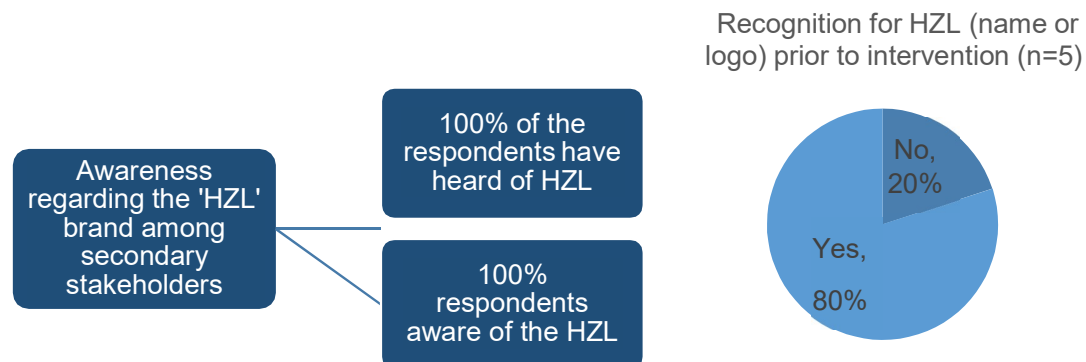 Awareness
regarding the 'HZL'
brand among
secondary
stakeholders
100% of the
respondents have
heard of HZL
100%
respondents
aware of the HZL
Recognition for HZL (name or
logo) prior to intervention (n=5)
No,
20%
Yes,
80%